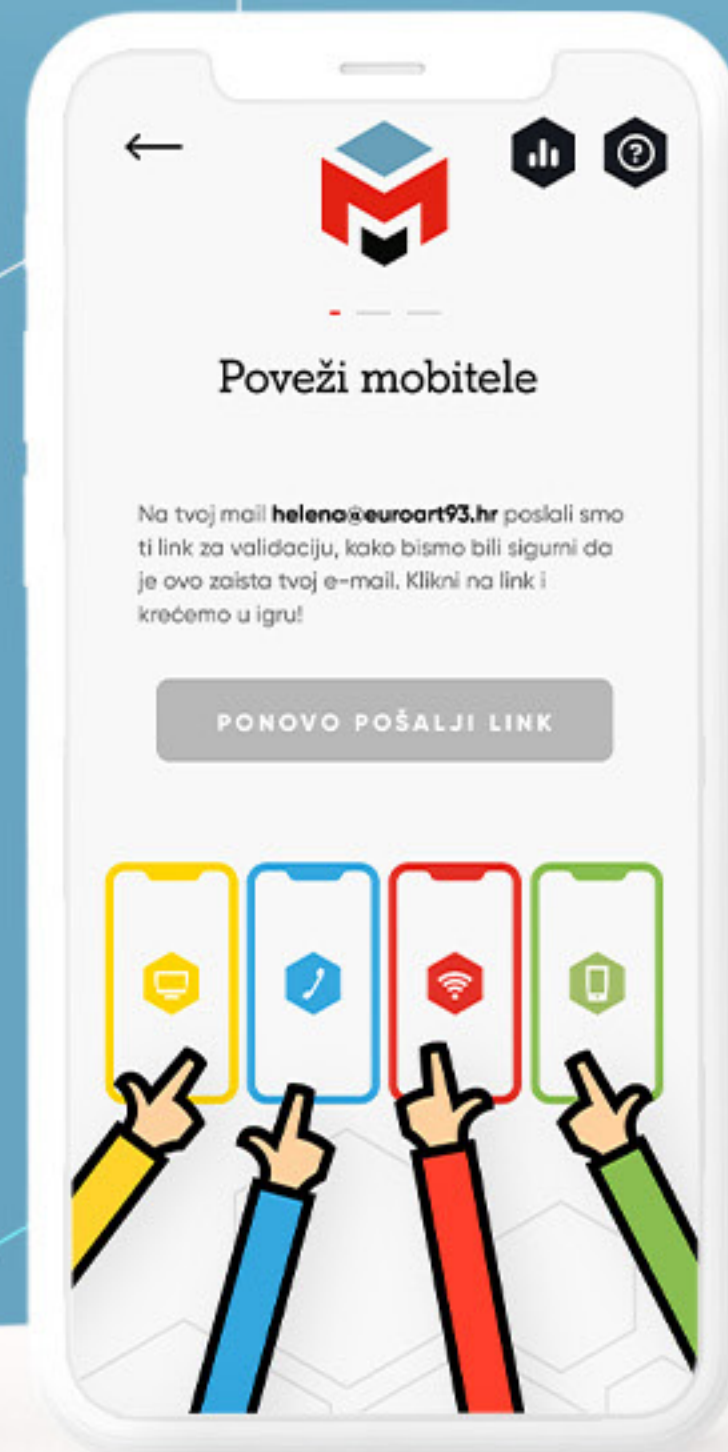 Poveži mobitele
Na tvoj mail helena@euroart93.hr poslali smo
ti link za validaciju, kako bismo bili sigurni da
je ovo zaista tvoj e-mail. Klikni na link i
krećemo u igru!
PONOVO POŠALJI LINK